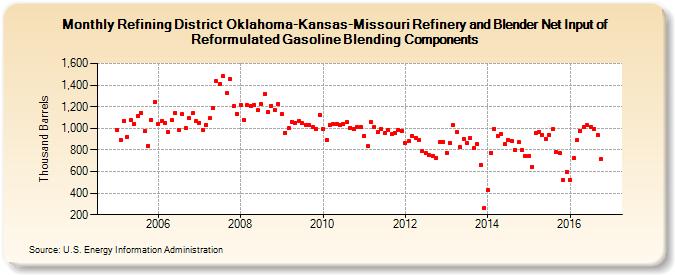 Monthly Refining District Oklahoma-Kansas-Missouri Refinery and Blender Net Input of
Reformulated Gasoline Blending Components
Thousand Barrels
1,600
1,400
1,200
1,000
800
600
400
200
2006 2008 2010 2012 2014 2016
Source: U.S. Energy Information Administration